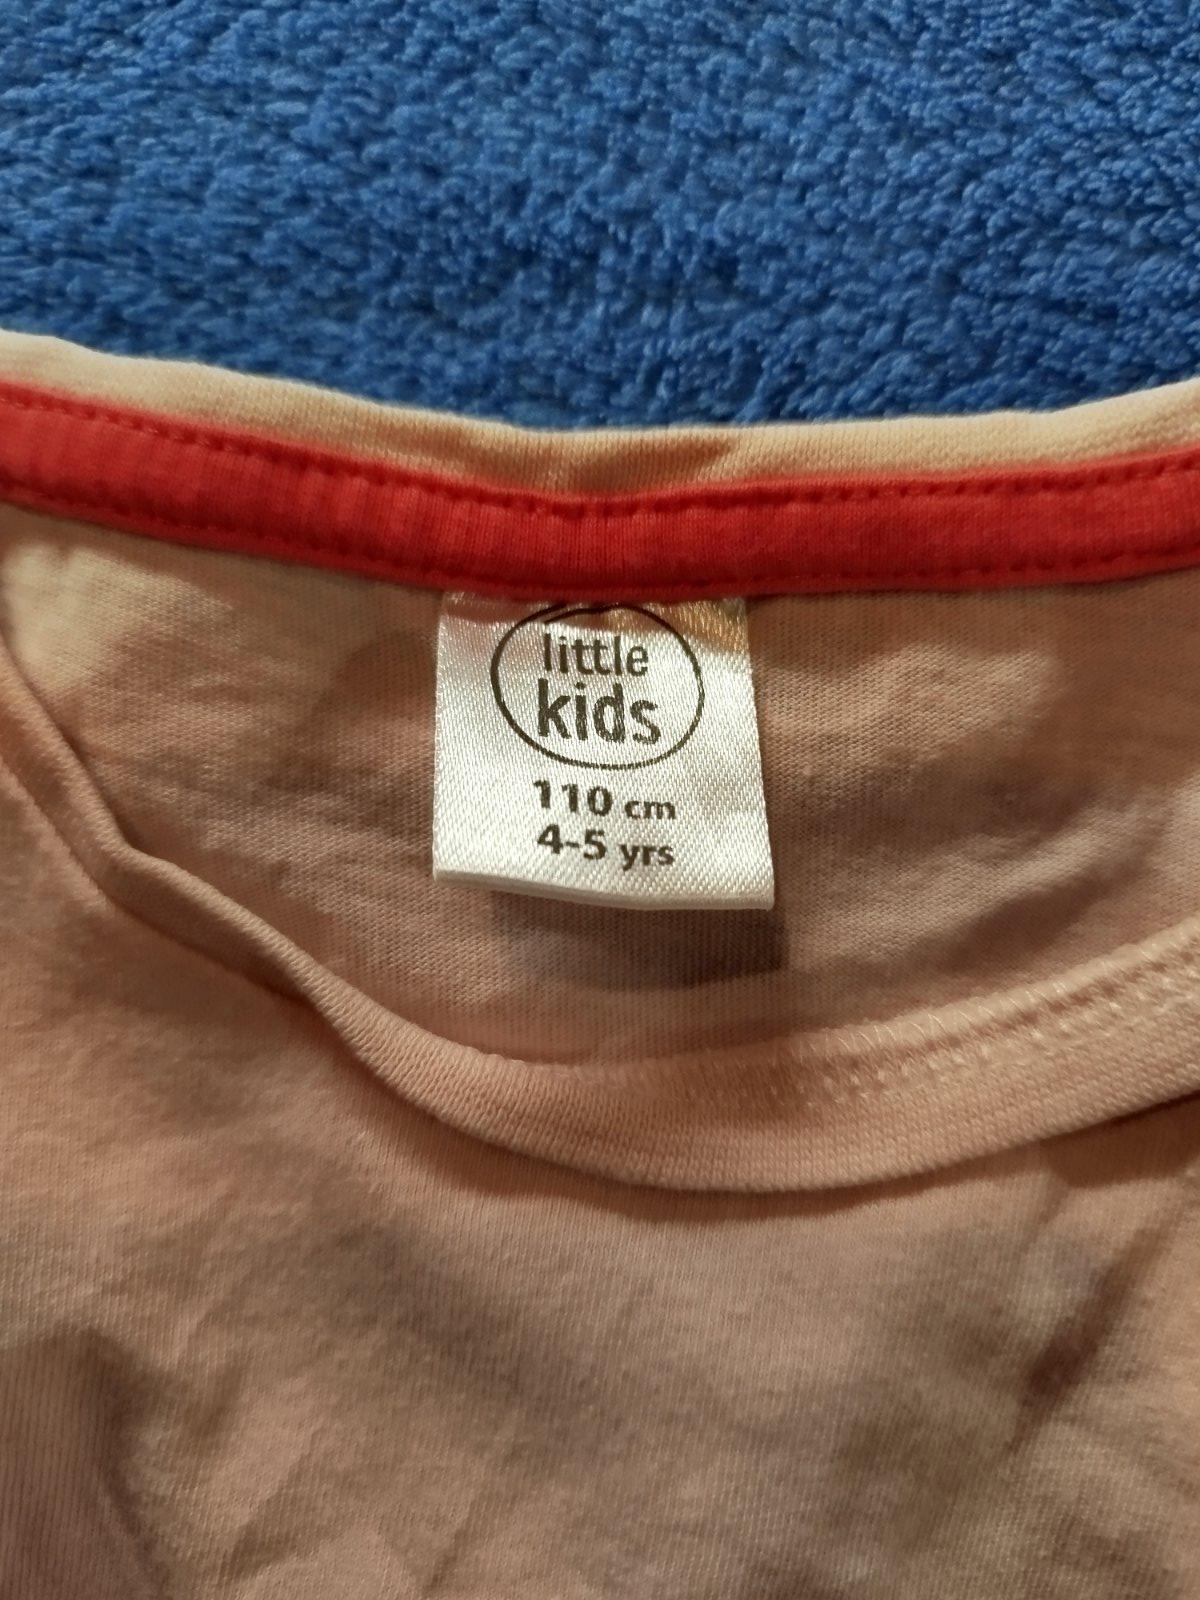 little
kids
110 cm
4-5 yrs